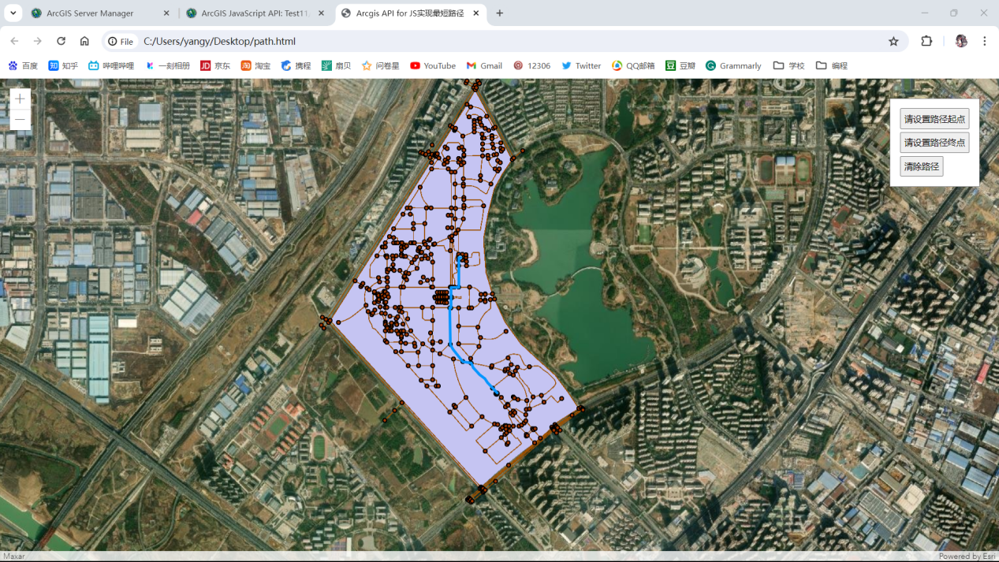 ArcGIS Server Manager
ArcGIS JavaScript API: Test11
Arcgis API for JS实现最短路径
File C:/Users/yangy/Desktop/path.html
百度 知乎 哔哩哔哩 一刻相册 京东 淘宝 携程 扇贝 问卷星 YouTube Gmail 12306 Twitter QQ邮箱 豆瓣 Grammarly 学校 编程
请设置路径起点
请设置路径终点
清除路径
Maxar Powered by Esri